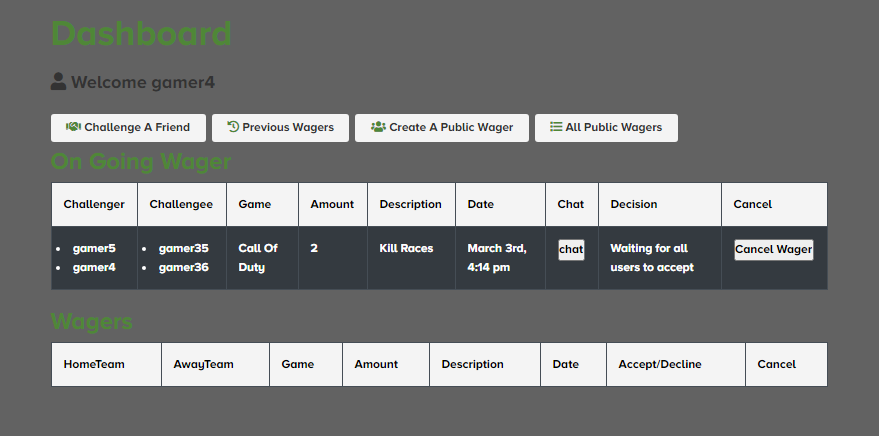 Dashboard
Welcome gamer4
Challenge A Friend Previous Wagers Create A Public Wager All Public Wagers
On Going Wager
Challenger Challengee Game Amount Description Date Chat Decision Cancel
gamer5 gamer35 Call Of 2 Kill Races March 3rd, chat Waiting for all Cancel Wager
gamer4 gamer36 Duty 4:14 pm users to accept
Wagers
HomeTeam AwayTeam Game Amount Description Date Accept/Decline Cancel